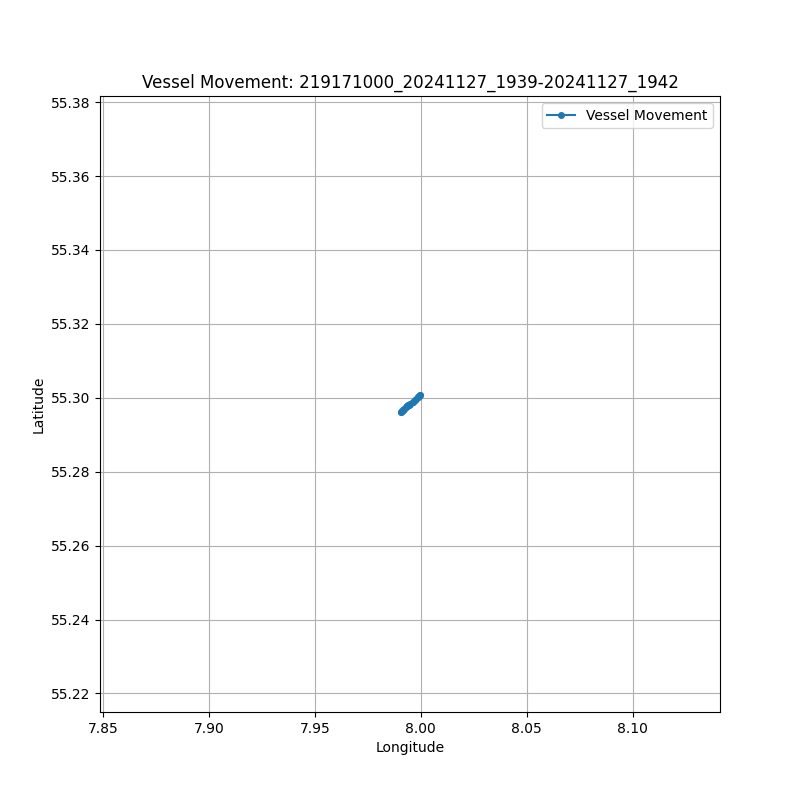 Vessel Movement: 219171000_20241127_1939-20241127_1942
Vessel Movement
55.38
55.36
55.34
55.32
55.30
55.28
55.26
55.24
55.22
Latitude
7.85 7.90 7.95 8.00 8.05 8.10
Longitude